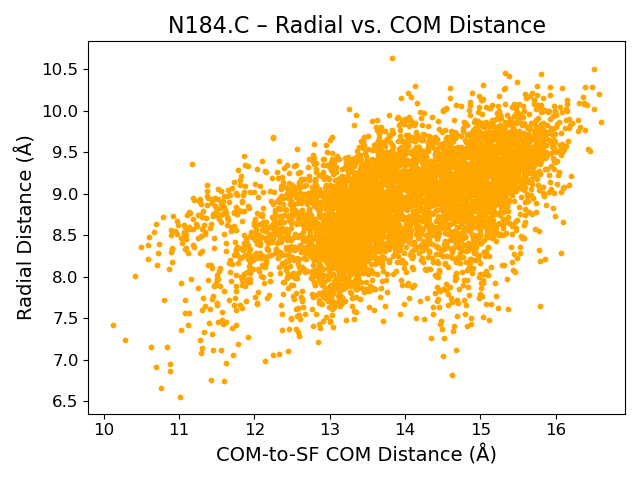 N184.C – Radial vs. COM Distance
Radial Distance (Å)
10.5
10.0
9.5
9.0
8.5
8.0
7.5
7.0
6.5
10 11 12 13 14 15 16
COM-to-SF COM Distance (Å)